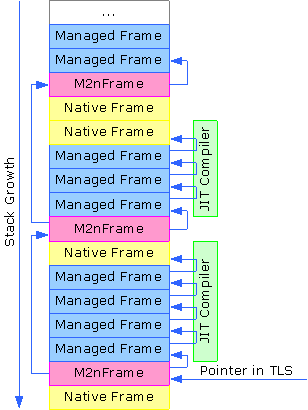 ...
Managed Frame
Managed Frame
M2nFrame
Native Frame
Native Frame
Managed Frame
Managed Frame
Managed Frame
M2nFrame
Native Frame
Managed Frame
Managed Frame
Managed Frame
Managed Frame
M2nFrame
Native Frame
Stack Growth
JIT Compiler
JIT Compiler
Pointer in TLS